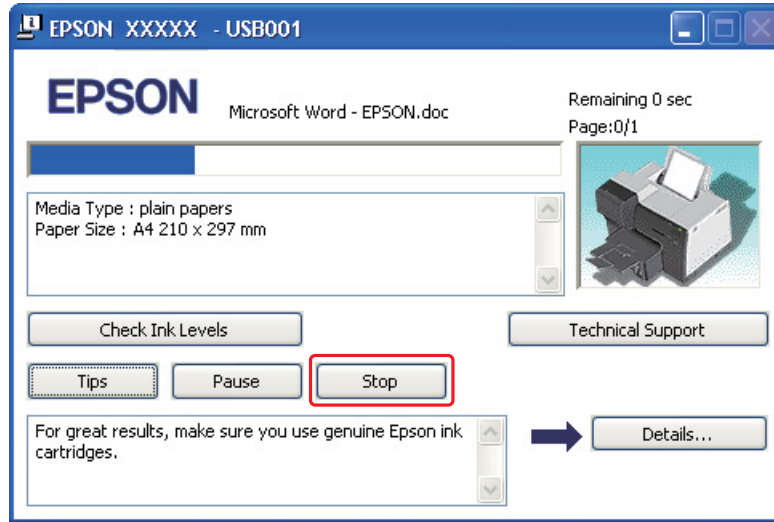 EPSON XXXXX - USB001
EPSON
Microsoft Word - EPSON.doc
Remaining 0 sec
Page:0/1
Media Type : plain papers
Paper Size : A4 210 x 297 mm
Check Ink Levels
Technical Support
Tips
Pause
Stop
For great results, make sure you use genuine Epson ink
cartridges.
Details...